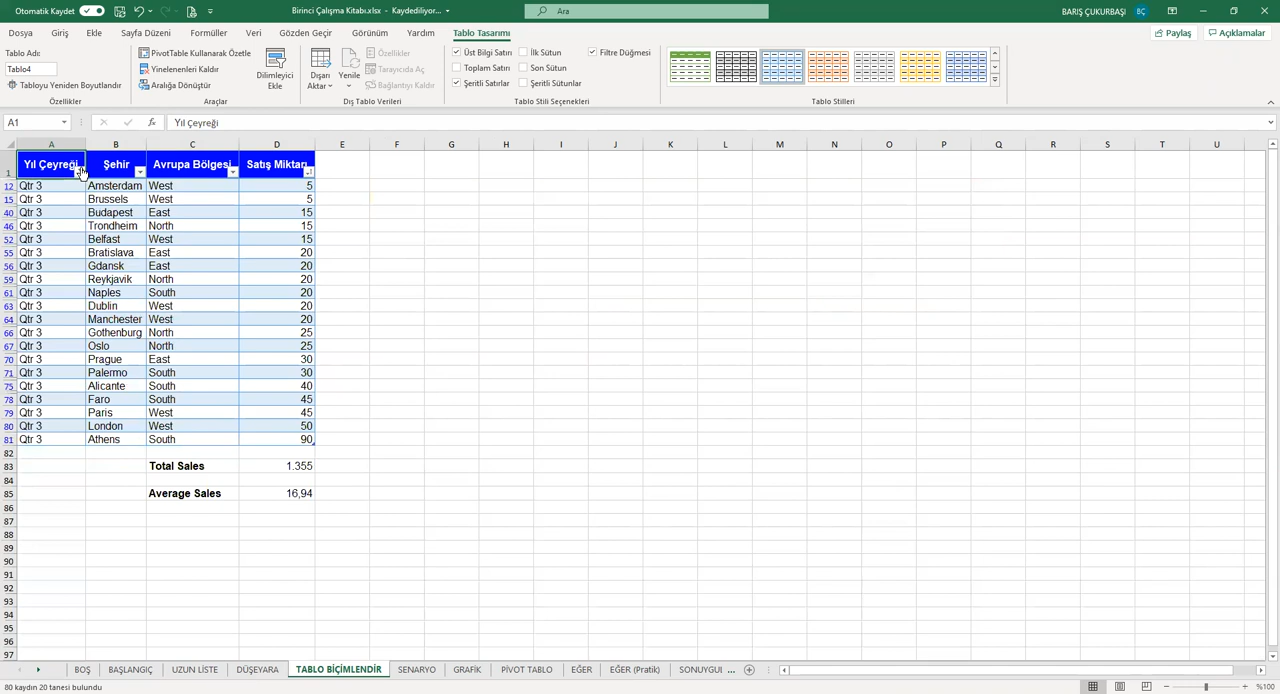 Otomatik Kaydet
Birinci Çalışma Kitabı.xlsx - Kaydediliyor...
Ara
BARIŞ ÇUKURBAŞI
BÇ
Dosya Giriş Ekle Sayfa Düzeni Formüller Veri Gözden Geçir Görünüm Yardım Tablo Tasarımı
Paylaş Açıklamalar
Tablo Adı:
Tablo4
Tabloyu Yeniden Boyutlandır
Özellikler
PivotTable Kullanarak Özetle
Yinelenenleri Kaldır
Aralığa Dönüştür
Dilimleyici
Ekle
Araçlar
Dışarı
Aktar
Yenile
Özellikler
Tarayıcıda Aç
Bağlantıyı Kaldır
Dış Tablo Verileri
Üst Bilgi Satırı İlk Sütun Filtre Düğmesi
Toplam Satırı Son Sütun
Şeritli Satırlar Şeritli Sütunlar
Tablo Stili Seçenekleri
Tablo Stilleri
A1 fx Yıl Çeyreği
A B C D E F G H I J K L M N O P Q R S T U
1 Yıl Çeyreği Şehir Avrupa Bölgesi Satış Miktarı
12 Qtr 3 Amsterdam West 5
15 Qtr 3 Brussels West 5
40 Qtr 3 Budapest East 15
46 Qtr 3 Trondheim North 15
52 Qtr 3 Belfast West 15
55 Qtr 3 Bratislava East 20
56 Qtr 3 Gdansk East 20
59 Qtr 3 Reykjavik North 20
61 Qtr 3 Naples South 20
63 Qtr 3 Dublin West 20
64 Qtr 3 Manchester West 20
66 Qtr 3 Gothenburg North 25
67 Qtr 3 Oslo North 25
70 Qtr 3 Prague East 30
71 Qtr 3 Palermo South 30
75 Qtr 3 Alicante South 40
78 Qtr 3 Faro South 45
79 Qtr 3 Paris West 45
80 Qtr 3 London West 50
81 Qtr 3 Athens South 90
82
83 Total Sales 1.355
84
85 Average Sales 16,94
86
87
88
89
90
91
92
93
94
95
96
97
BOŞ BAŞLANGIÇ UZUN LİSTE DÜŞEYARA TABLO BİÇİMLENDİR SENARYO GRAFİK PİVOT TABLO EĞER EĞER (Pratik) SONUYGUI ...
80 kaydın 20 tanesi bulundu
%100